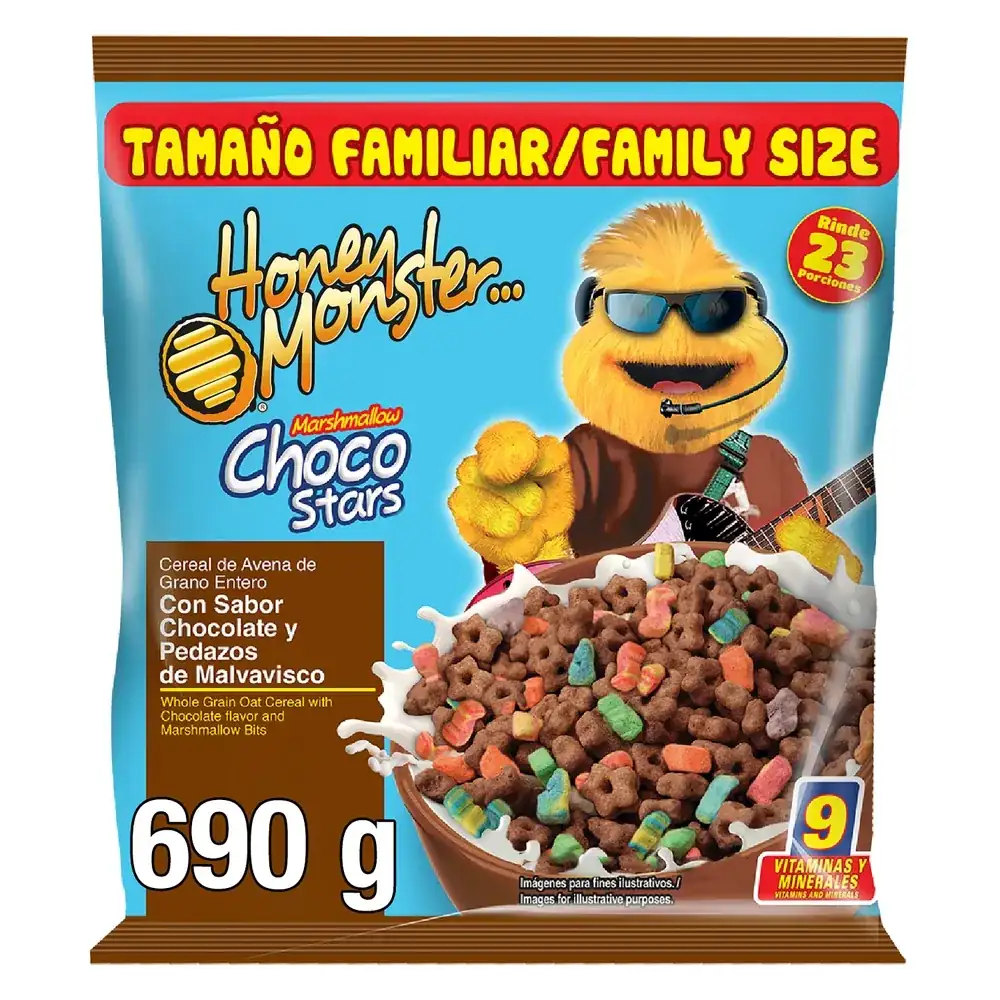 TAMAÑO FAMILIAR/FAMILY SIZE
Honey
Monster...
®
Rinde
23
Porciones
Marshmallow
Choco
Stars
Cereal de Avena de
Grano Entero
Con Sabor
Chocolate y
Pedazos
de Malvavisco
Whole Grain Oat Cereal with
Chocolate flavor and
Marshmallow Bits
690 g
9
VITAMINAS Y
MINERALES
VITAMINS AND MINERALS
Imágenes para fines ilustrativos. /
Images for illustrative purposes.